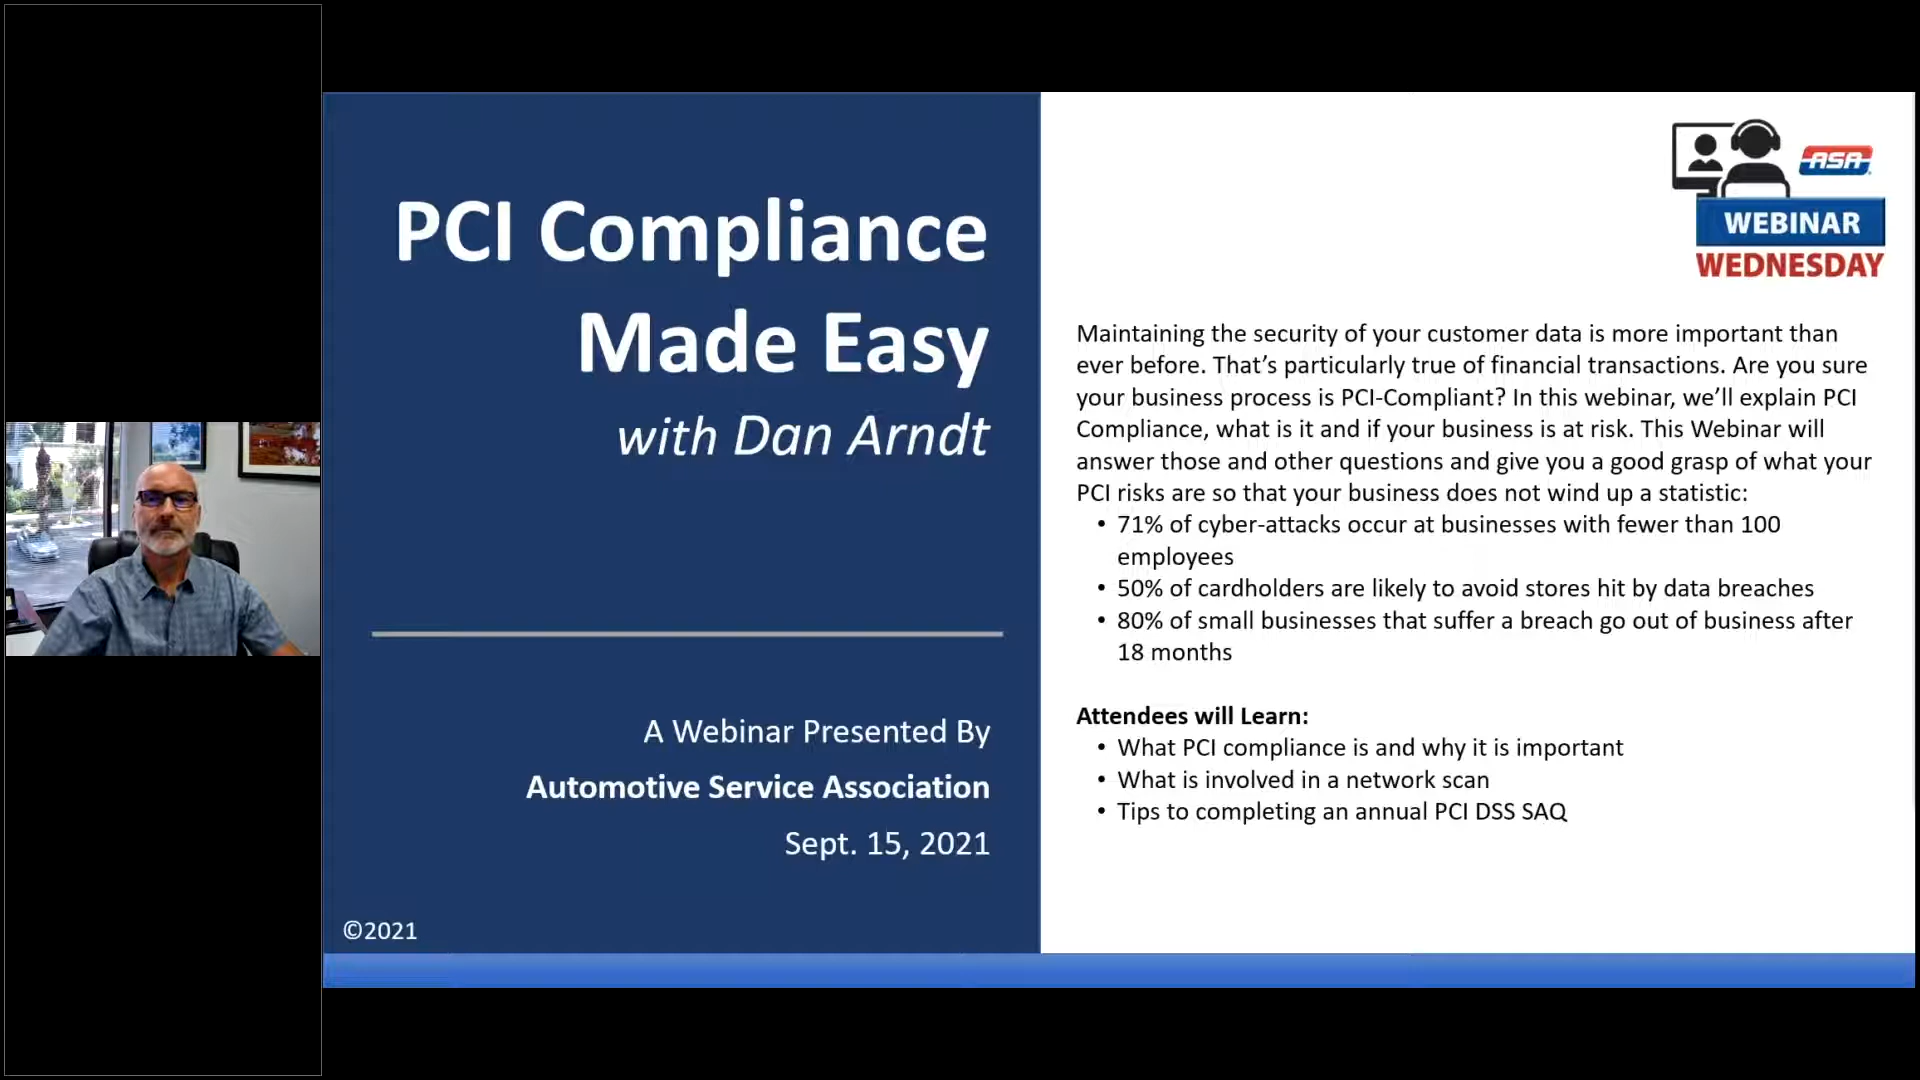 PCI Compliance
Made Easy
with Dan Arndt
A Webinar Presented By
Automotive Service Association
Sept. 15, 2021
©2021
ASA
WEBINAR
WEDNESDAY
Maintaining the security of your customer data is more important than
ever before. That’s particularly true of financial transactions. Are you sure
your business process is PCI-Compliant? In this webinar, we’ll explain PCI
Compliance, what is it and if your business is at risk. This Webinar will
answer those and other questions and give you a good grasp of what your
PCI risks are so that your business does not wind up a statistic:
• 71% of cyber-attacks occur at businesses with fewer than 100
employees
• 50% of cardholders are likely to avoid stores hit by data breaches
• 80% of small businesses that suffer a breach go out of business after
18 months
Attendees will Learn:
• What PCI compliance is and why it is important
• What is involved in a network scan
• Tips to completing an annual PCI DSS SAQ